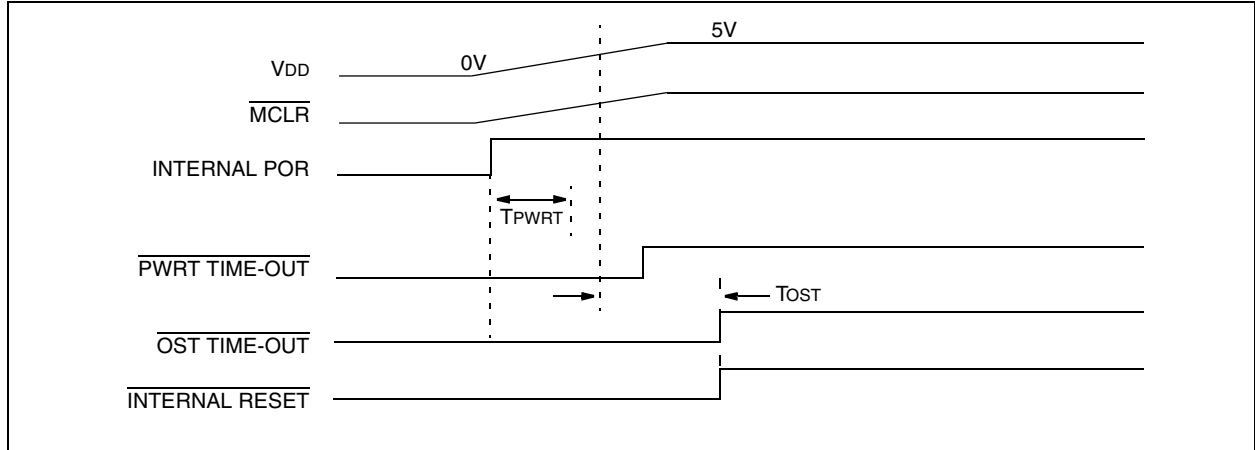 5V
0V
VDD
MCLR
INTERNAL POR
TPWRT
PWRT TIME-OUT
TOST
OST TIME-OUT
INTERNAL RESET